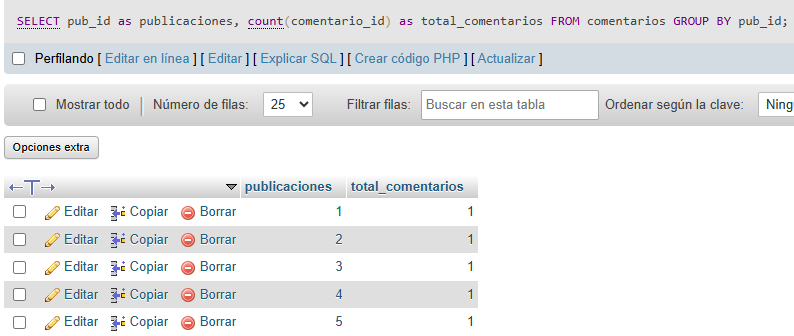 SELECT pub_id as publicaciones, count(comentario_id) as total_comentarios FROM comentarios GROUP BY pub_id;
Perfilando [ Editar en línea ] [ Editar ] [ Explicar SQL ] [ Crear código PHP ] [ Actualizar ]
Mostrar todo Número de filas: 25 Filtrar filas: Buscar en esta tabla Ordenar según la clave: Ning
Opciones extra
publicaciones total_comentarios
Editar Copiar Borrar 1 1
Editar Copiar Borrar 2 1
Editar Copiar Borrar 3 1
Editar Copiar Borrar 4 1
Editar Copiar Borrar 5 1